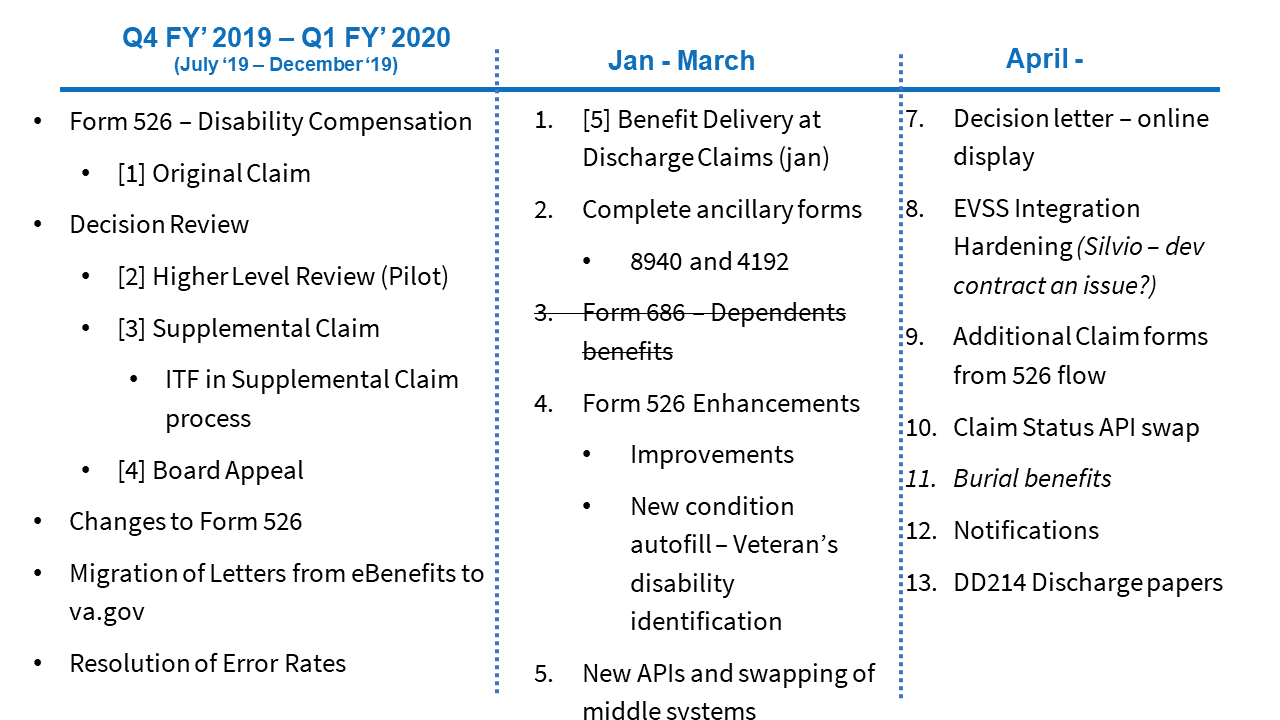 Q4 FY’ 2019 – Q1 FY’ 2020
(July ‘19 – December ‘19)
• Form 526 – Disability Compensation
• [1] Original Claim
• Decision Review
• [2] Higher Level Review (Pilot)
• [3] Supplemental Claim
• ITF in Supplemental Claim
process
• [4] Board Appeal
• Changes to Form 526
• Migration of Letters from eBenefits to
va.gov
• Resolution of Error Rates
Jan - March
1. [5] Benefit Delivery at
Discharge Claims (jan)
2. Complete ancillary forms
• 8940 and 4192
3. Form 686 – Dependents
benefits
4. Form 526 Enhancements
• Improvements
• New condition
autofill – Veteran’s
disability
identification
5. New APIs and swapping of
middle systems
April -
7. Decision letter – online
display
8. EVSS Integration
Hardening (Silvio – dev
contract an issue?)
9. Additional Claim forms
from 526 flow
10. Claim Status API swap
11. Burial benefits
12. Notifications
13. DD214 Discharge papers